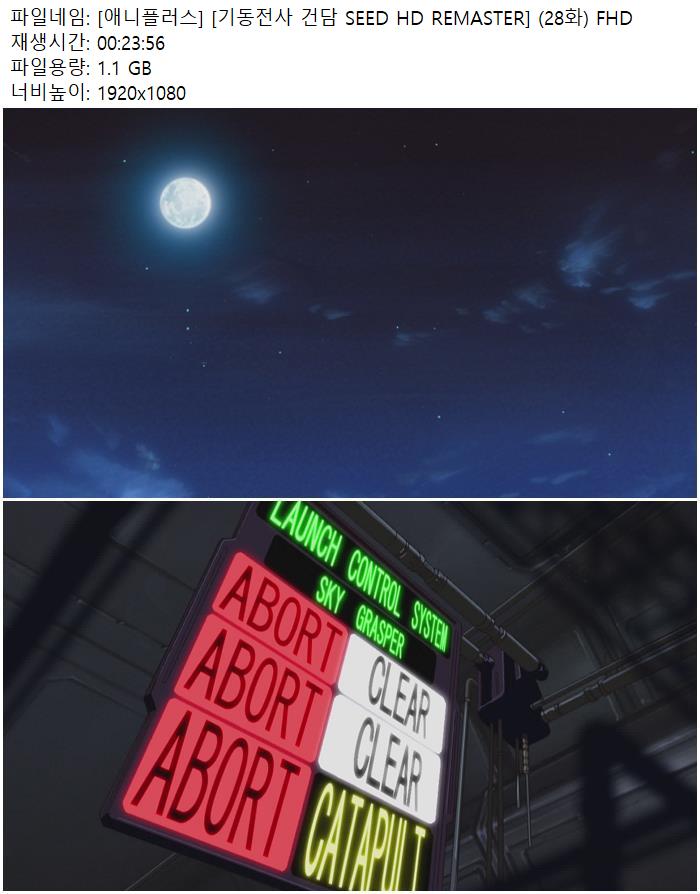 파일네임: [애니플러스] [기동전사 건담 SEED HD REMASTER] (28화) FHD
재생시간: 00:23:56
파일용량: 1.1 GB
너비높이: 1920x1080
LAUNCH CONTROL SYSTEM
SKY GRASPER
ABORT CLEAR
ABORT CLEAR
ABORT CATAPULT